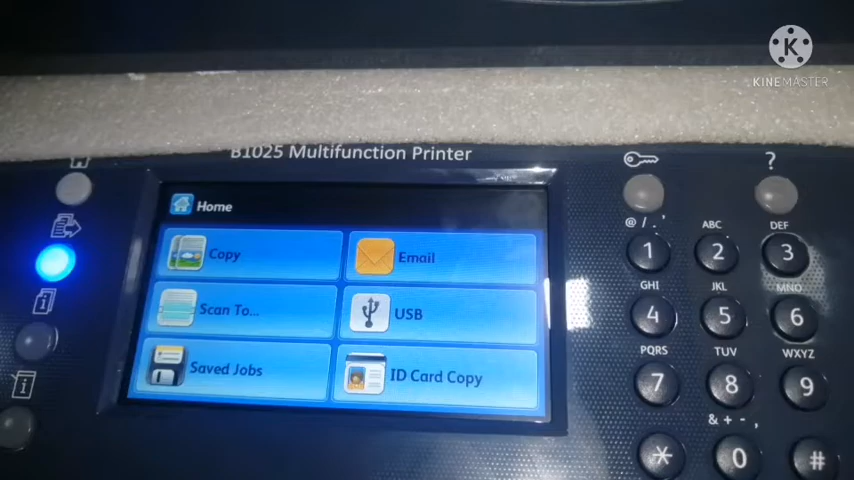 K
KINEMASTER
B1025 Multifunction Printer
?
Home
Copy
Email
Scan To...
USB
Saved Jobs
ID Card Copy
@ / . '
1
ABC
2
DEF
3
GHI
4
JKL
5
MNO
6
PQRS
7
TUV
8
WXYZ
9
*
& + - ,
0
#